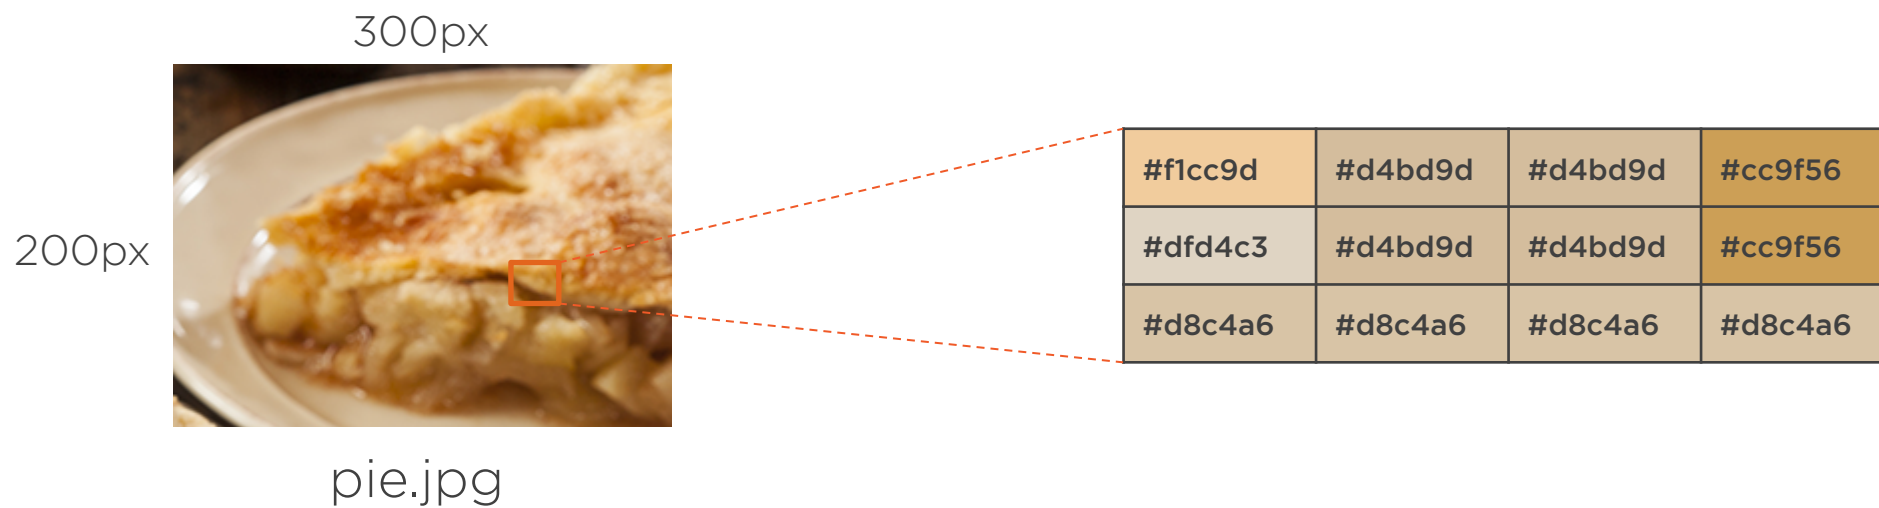 300px
200px
pie.jpg
#f1cc9d #d4bd9d #d4bd9d #cc9f56
#dfd4c3 #d4bd9d #d4bd9d #cc9f56
#d8c4a6 #d8c4a6 #d8c4a6 #d8c4a6